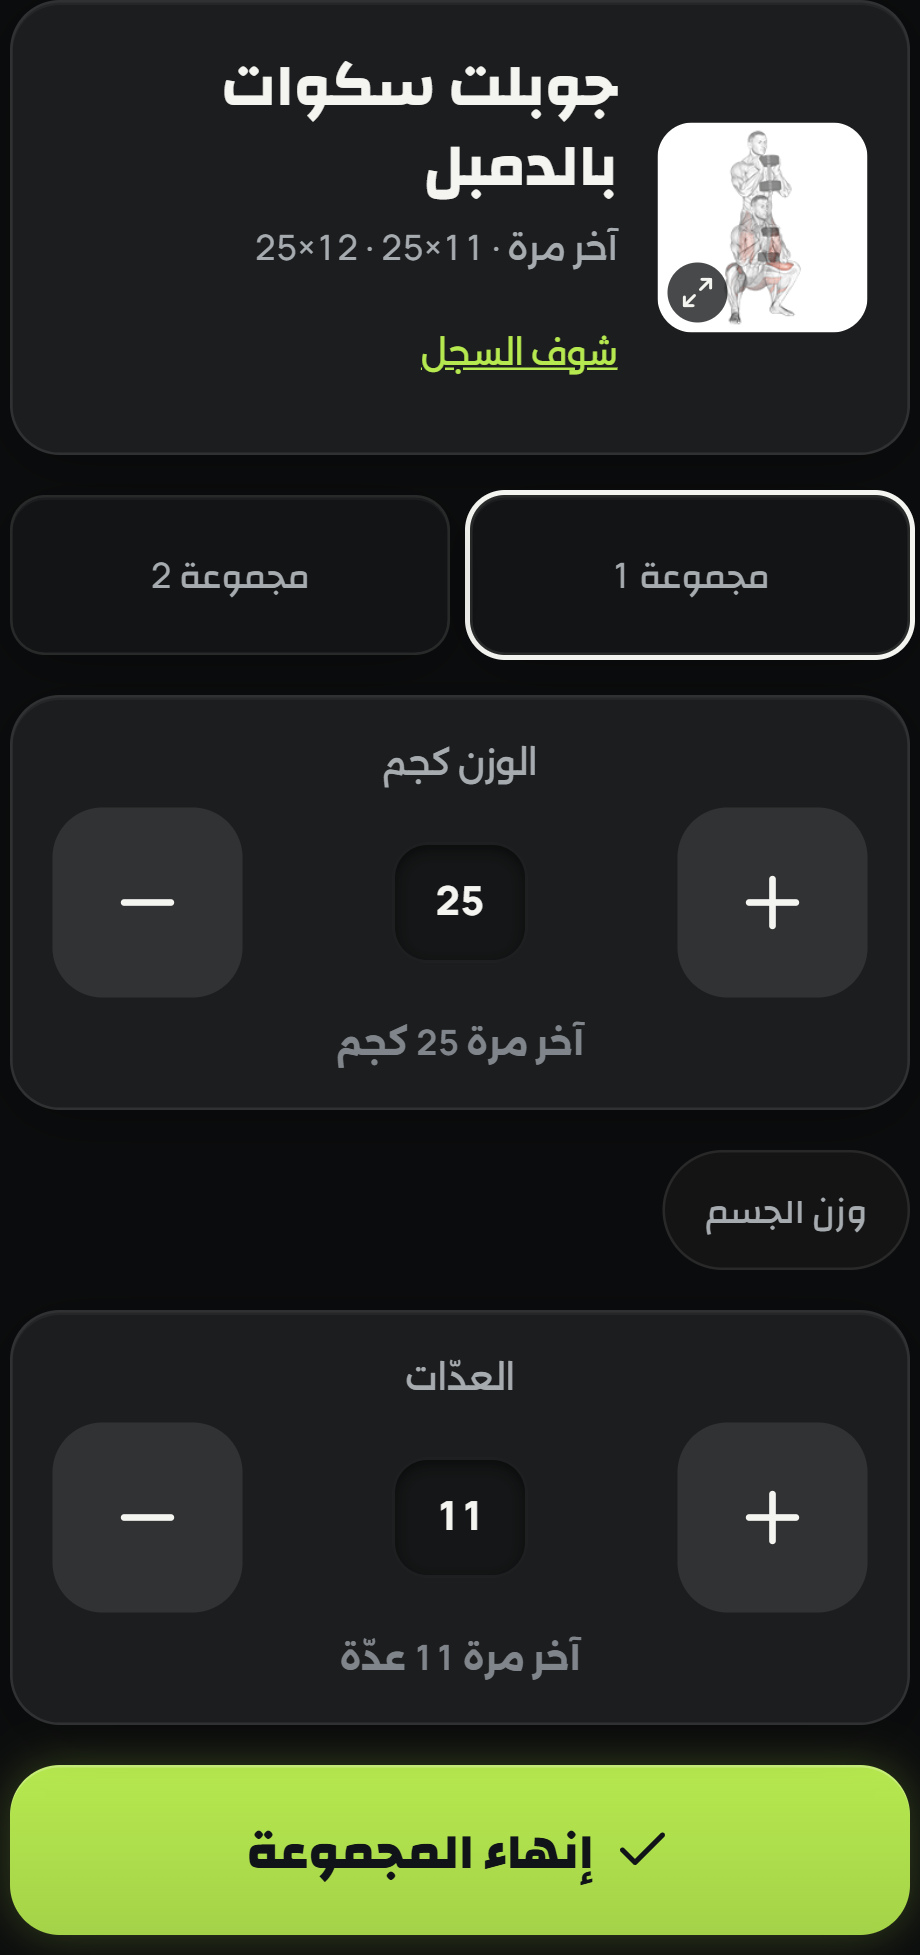 جوبلت سكوات
بالدمبل
آخر مرة · 11×25 · 12×25
شوف السجل
مجموعة 1
مجموعة 2
الوزن كجم
25
آخر مرة 25 كجم
وزن الجسم
العدّات
11
آخر مرة 11 عدّة
إنهاء المجموعة